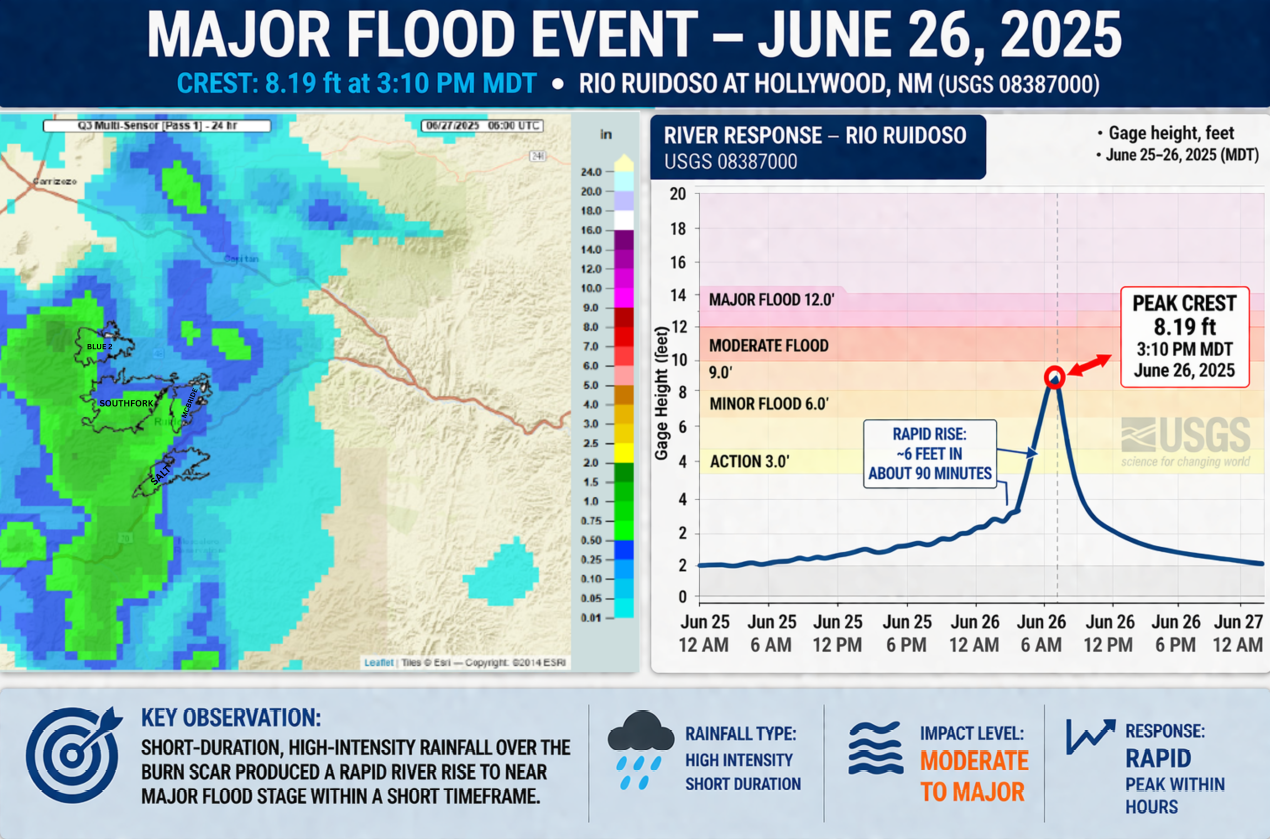 MAJOR FLOOD EVENT – JUNE 26, 2025
CREST: 8.19 ft at 3:10 PM MDT • RIO RUIDOSO AT HOLLYWOOD, NM (USGS 08387000)
Q3 Multi-Sensor [Pass 1] - 24 hr
06/27/2025 06:00 UTC
in
24.0
20.0
18.0
16.0
14.0
12.0
10.0
9.0
8.0
7.0
6.0
5.0
4.0
3.0
2.5
2.0
1.5
1.0
0.75
0.50
0.25
0.10
0.05
0.01
Carrizozo
Capitan
BLUE 2
SOUTHFORK
MCBRIDE
SALT
Leaflet | Tiles © Esri — Copyright: ©2014 ESRI
RIVER RESPONSE – RIO RUIDOSO
USGS 08387000
• Gage height, feet
• June 25–26, 2025 (MDT)
Gage Height (feet)
20
18
16
14
12
10
8
6
4
4
2
2
0
MAJOR FLOOD 12.0'
MODERATE FLOOD
9.0'
MINOR FLOOD 6.0'
ACTION 3.0'
PEAK CREST
8.19 ft
3:10 PM MDT
June 26, 2025
RAPID RISE:
~6 FEET IN
ABOUT 90 MINUTES
USGS
science for changing world
Jun 25 Jun 25 Jun 25 Jun 25 Jun 26 Jun 26 Jun 26 Jun 27
12 AM 6 AM 12 PM 6 PM 12 AM 6 AM 12 PM 12 AM
KEY OBSERVATION:
SHORT-DURATION, HIGH-INTENSITY RAINFALL OVER THE
BURN SCAR PRODUCED A RAPID RIVER RISE TO NEAR
MAJOR FLOOD STAGE WITHIN A SHORT TIMEFRAME.
RAINFALL TYPE:
HIGH INTENSITY
SHORT DURATION
IMPACT LEVEL:
MODERATE
TO MAJOR
RESPONSE:
RAPID
PEAK WITHIN
HOURS